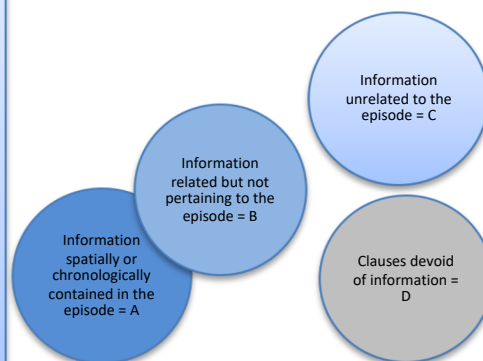 Information
unrelated to the
episode = C
Information
related but not
pertaining to the
episode = B
Information
spatially or
chronologically
contained in the
episode = A
Clauses devoid
of information =
D